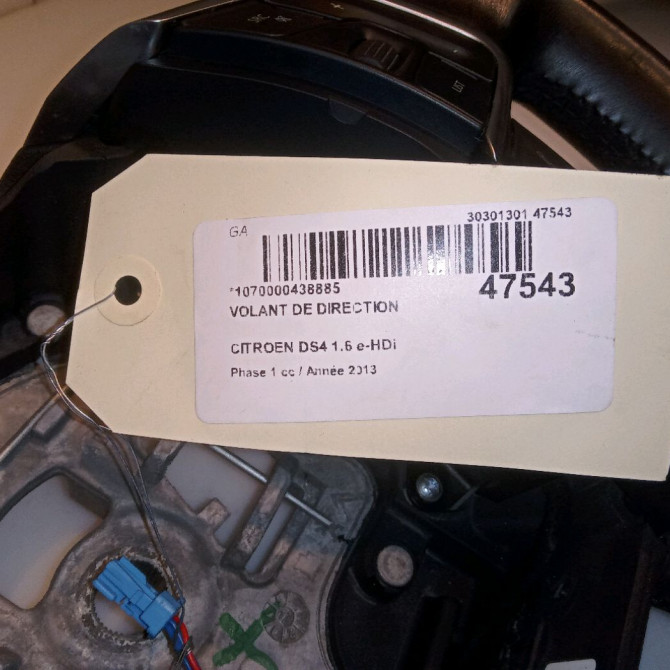 30301301 47543
GA
*1070000438885
47543
VOLANT DE DIRECTION
CITROEN DS4 1.6 e-HDi
Phase 1 cc / Année 2013